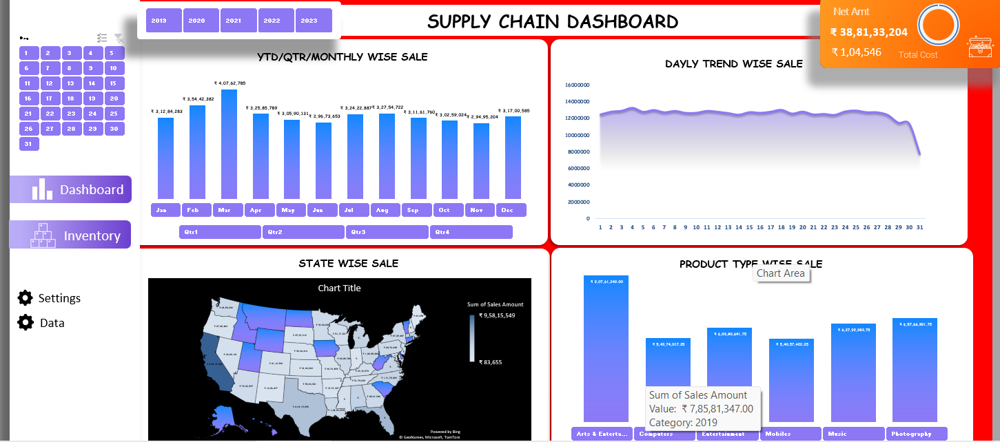 2019 2020 2021 2022 2023
SUPPLY CHAIN DASHBOARD
Net Amt
₹ 38,81,33,204
₹ 1,04,546 Total Cost
1 2 3 4 5
6 7 8 9 10
11 12 13 14 15
16 17 18 19 20
21 22 23 24 25
26 27 28 29 30
31
Dashboard
Inventory
Settings
Data
YTD/QTR/MONTHLY WISE SALE
₹ 3,12,84,283 ₹ 3,54,42,382 ₹ 4,07,62,785 ₹ 3,25,85,789 ₹ 3,05,90,131 ₹ 2,96,73,653 ₹ 3,24,22,887 ₹ 3,27,54,722 ₹ 3,11,61,760 ₹ 3,02,59,024 ₹ 2,94,95,204 ₹ 3,17,00,585
Jan Feb Mar Apr May Jun Jul Aug Sep Oct Nov Dec
Qtr1 Qtr2 Qtr3 Qtr4
DAYLY TREND WISE SALE
16000000
14000000
12000000
10000000
8000000
6000000
4000000
2000000
0
1 2 3 4 5 6 7 8 9 10 11 12 13 14 15 16 17 18 19 20 21 22 23 24 25 26 27 28 29 30 31
STATE WISE SALE
Chart Title
Sum of Sales Amount
₹ 9,58,15,549
₹ 83,655
Powered by Bing
© GeoNames, Microsoft, TomTom
PRODUCT TYPE WISE SALE
Chart Area
₹ 9,07,61,249.00
₹ 5,43,74,017.25
₹ 6,03,80,641.75
₹ 5,40,57,420.25
₹ 6,27,92,983.75
₹ 6,57,66,891.75
Sum of Sales Amount
Value: ₹ 7,85,81,347.00
Category: 2019
Arts & Enterta... Computers Entertainment Mobiles Music Photography